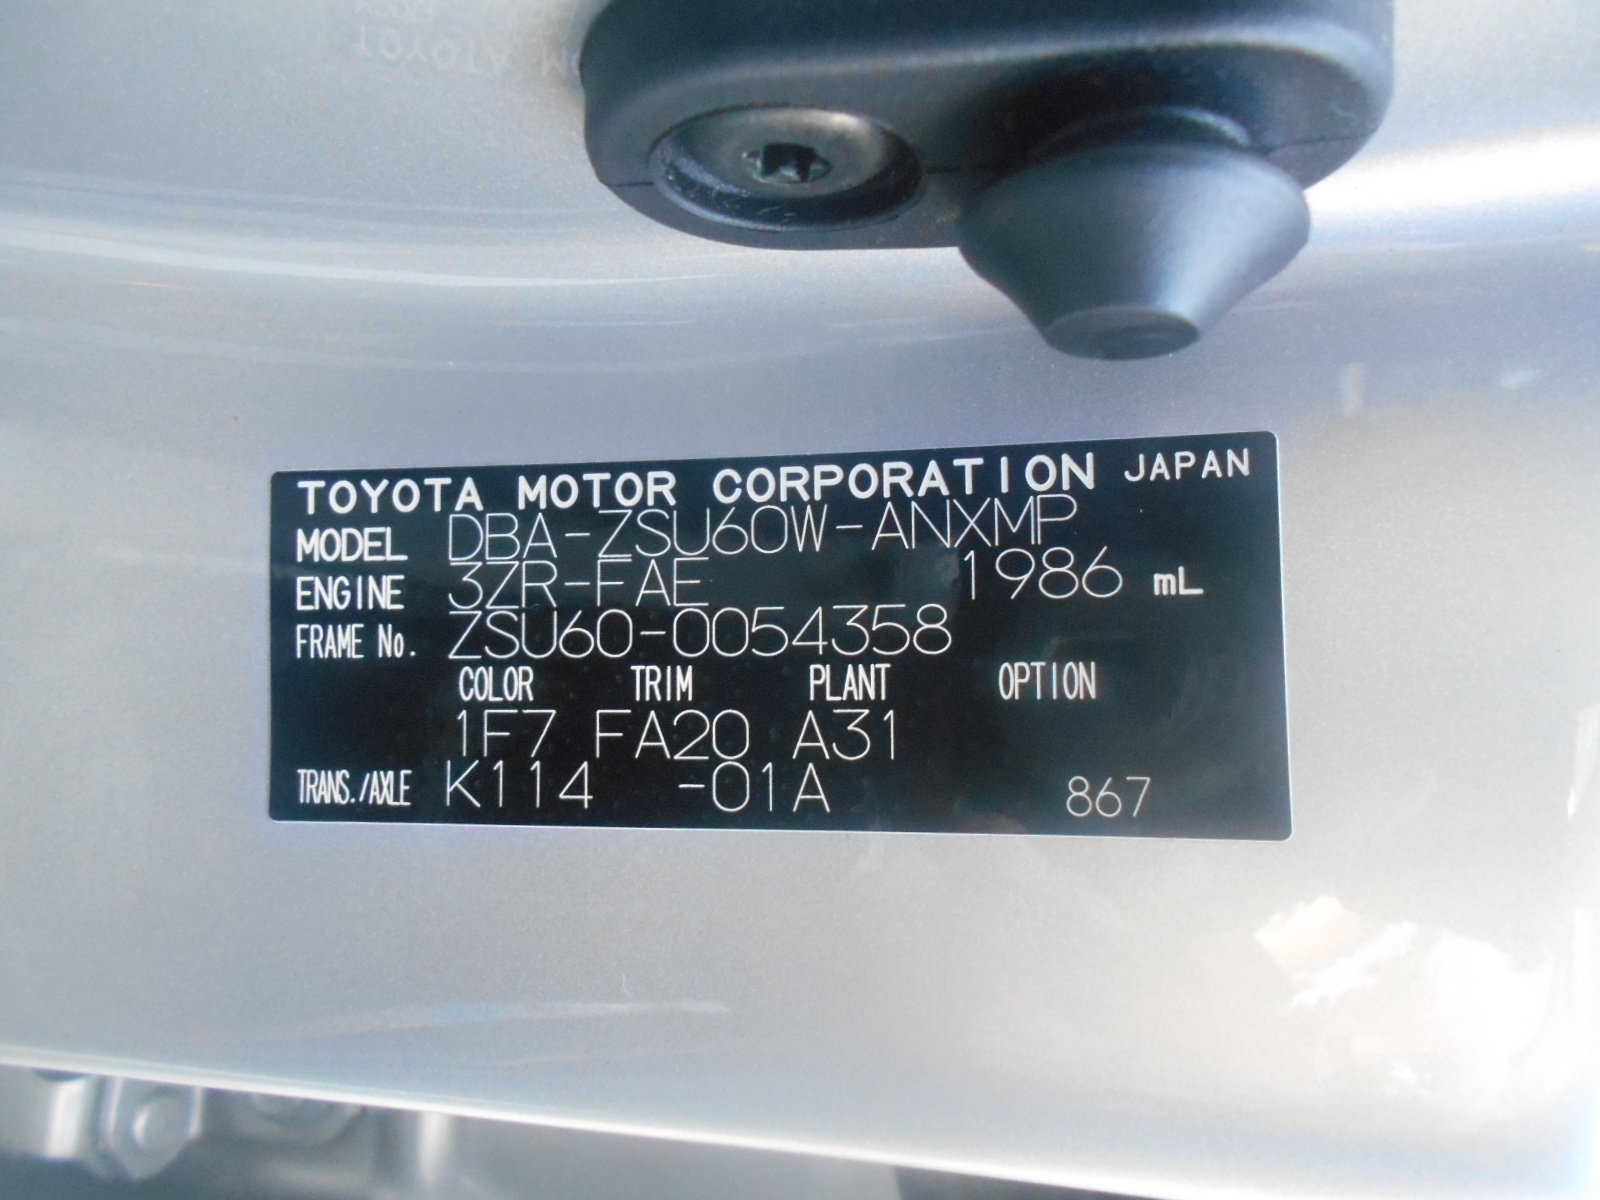 TOYOTA MOTOR CORPORATION JAPAN
MODEL DBA-ZSU60W-ANXMP
ENGINE 3ZR-FAE 1986 mL
FRAME No. ZSU60-0054358
COLOR TRIM PLANT OPTION
1F7 FA20 A31
TRANS./AXLE K114 -01A 867